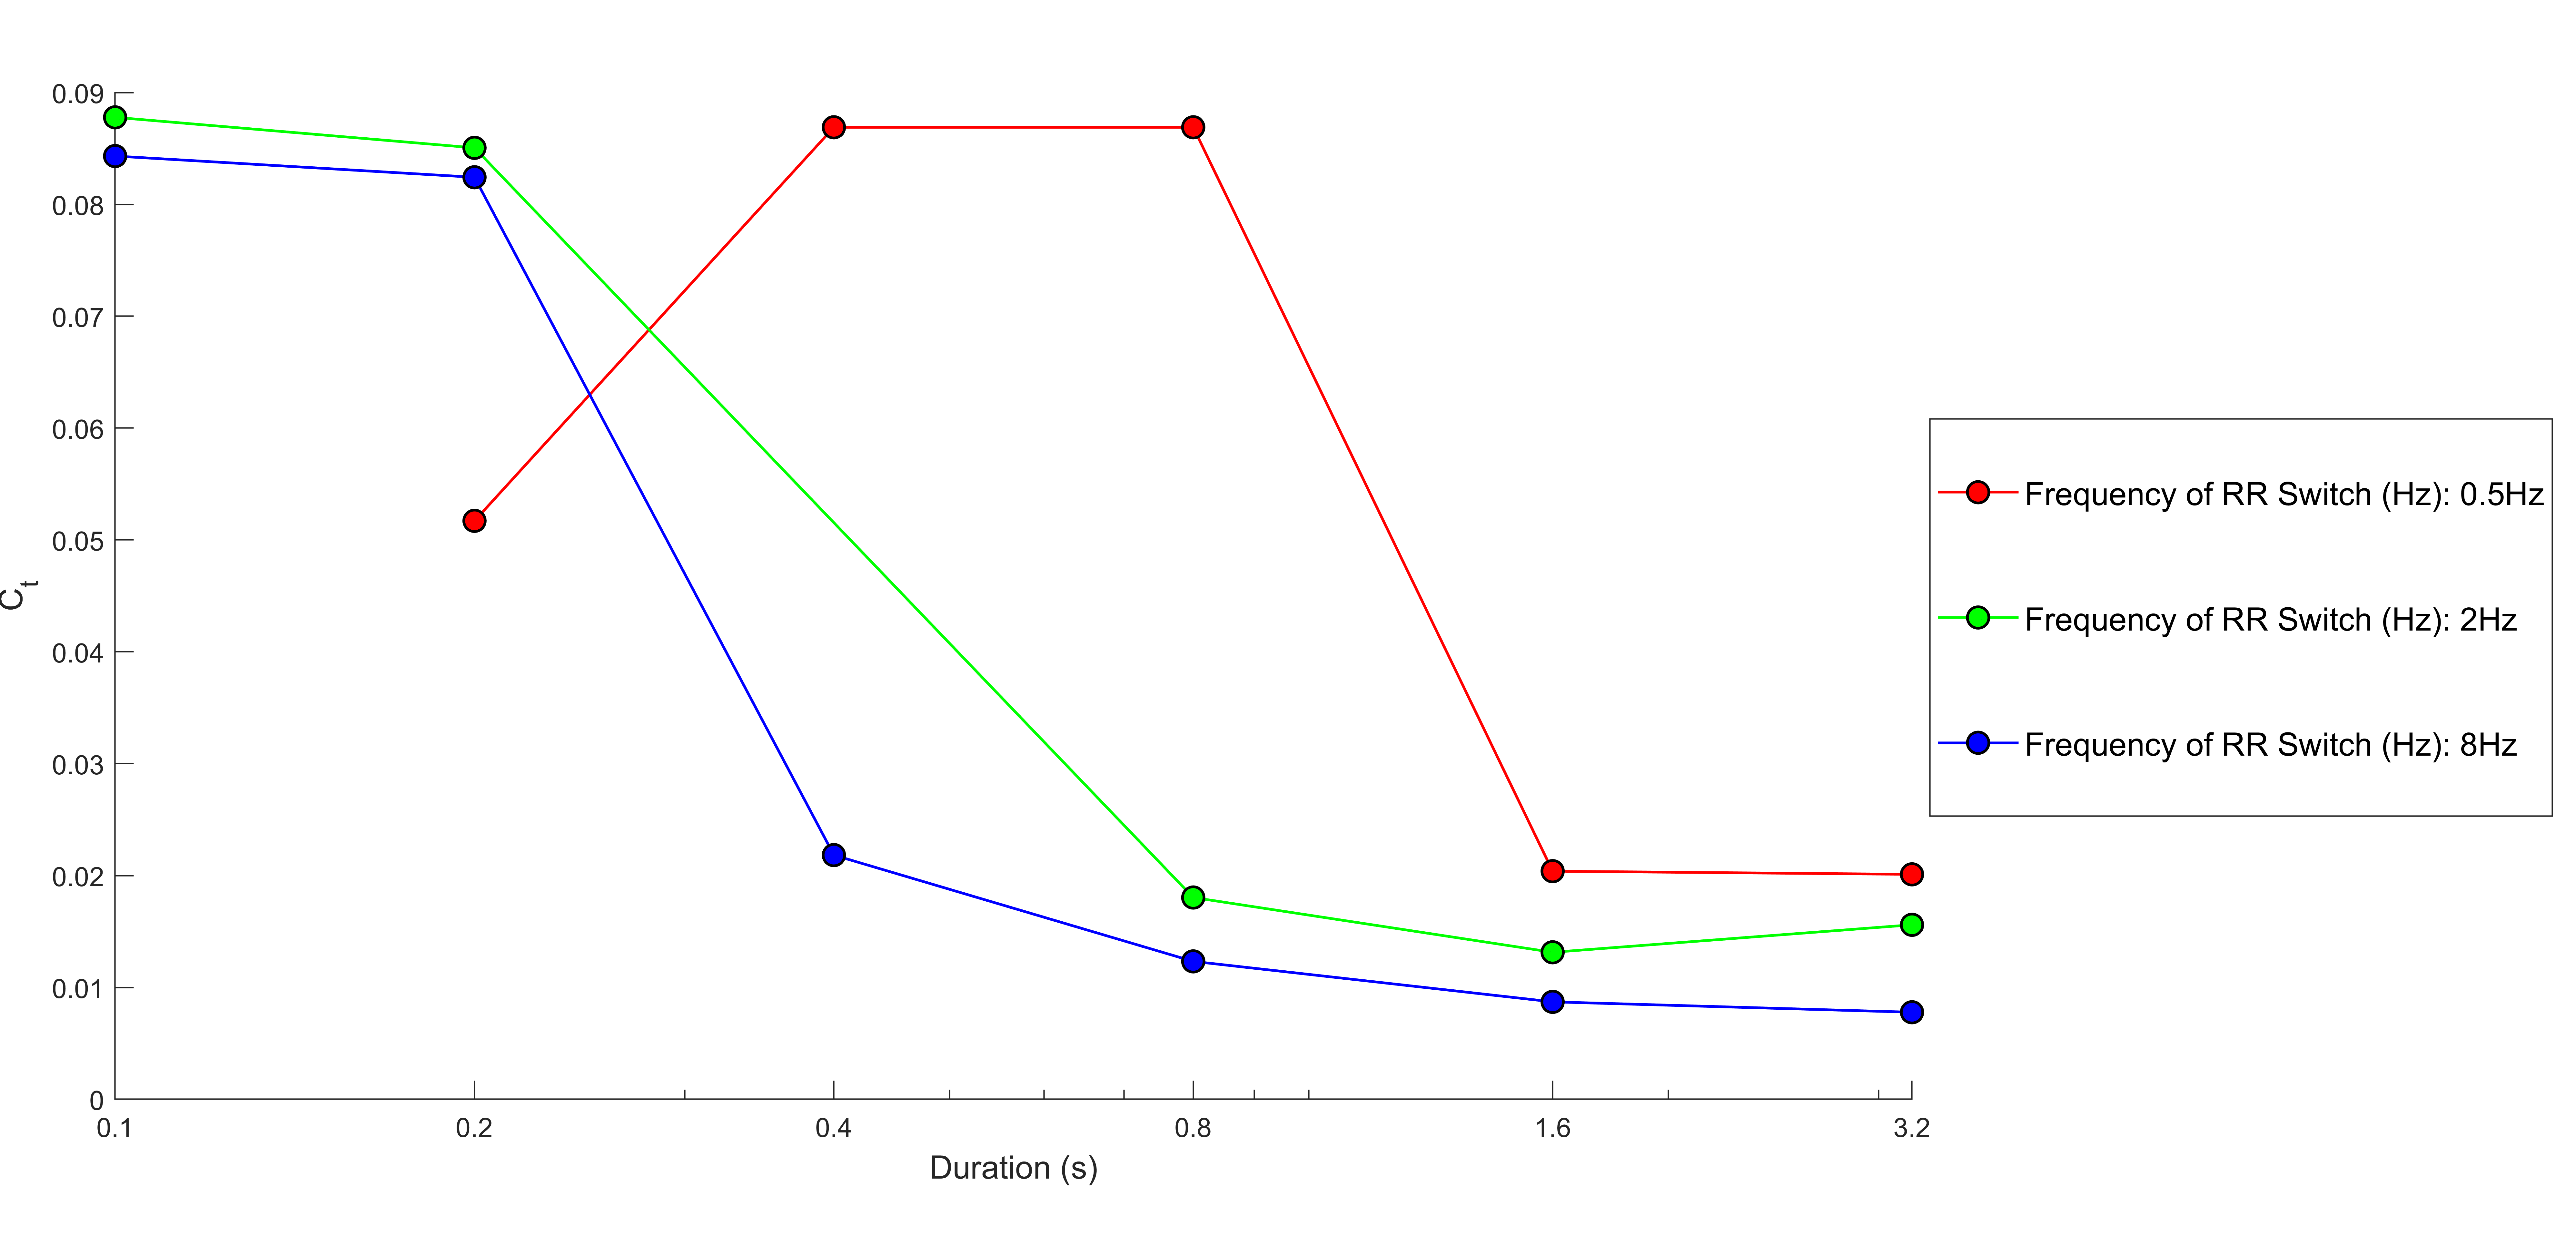 0.09
0.08
0.07
0.06
0.05
0.04
0.03
0.02
0.01
0
Ct
0.1 0.2 0.4 0.8 1.6 3.2
Duration (s)
Frequency of RR Switch (Hz): 0.5Hz
Frequency of RR Switch (Hz): 2Hz
Frequency of RR Switch (Hz): 8Hz